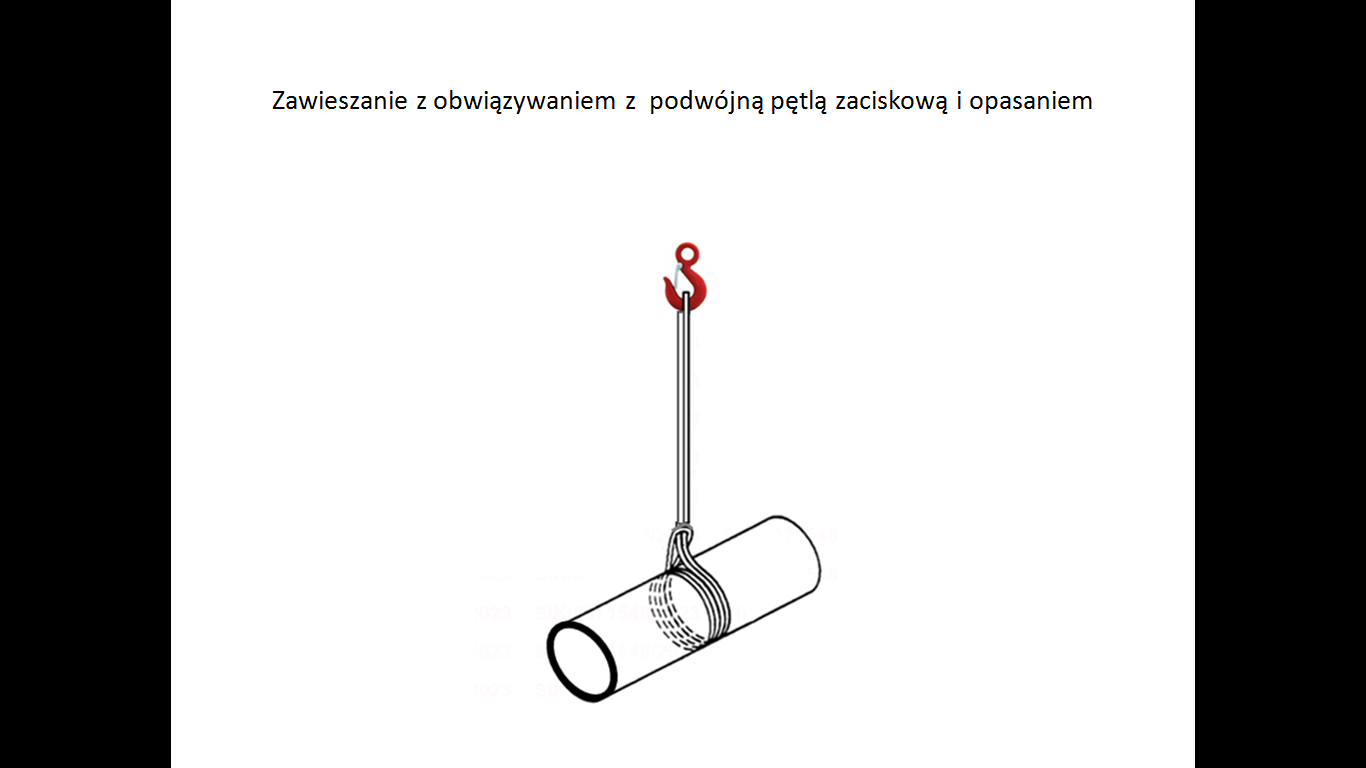 Zawieszanie z obwiązywaniem z  podwójną pętlą zaciskową i opasaniem